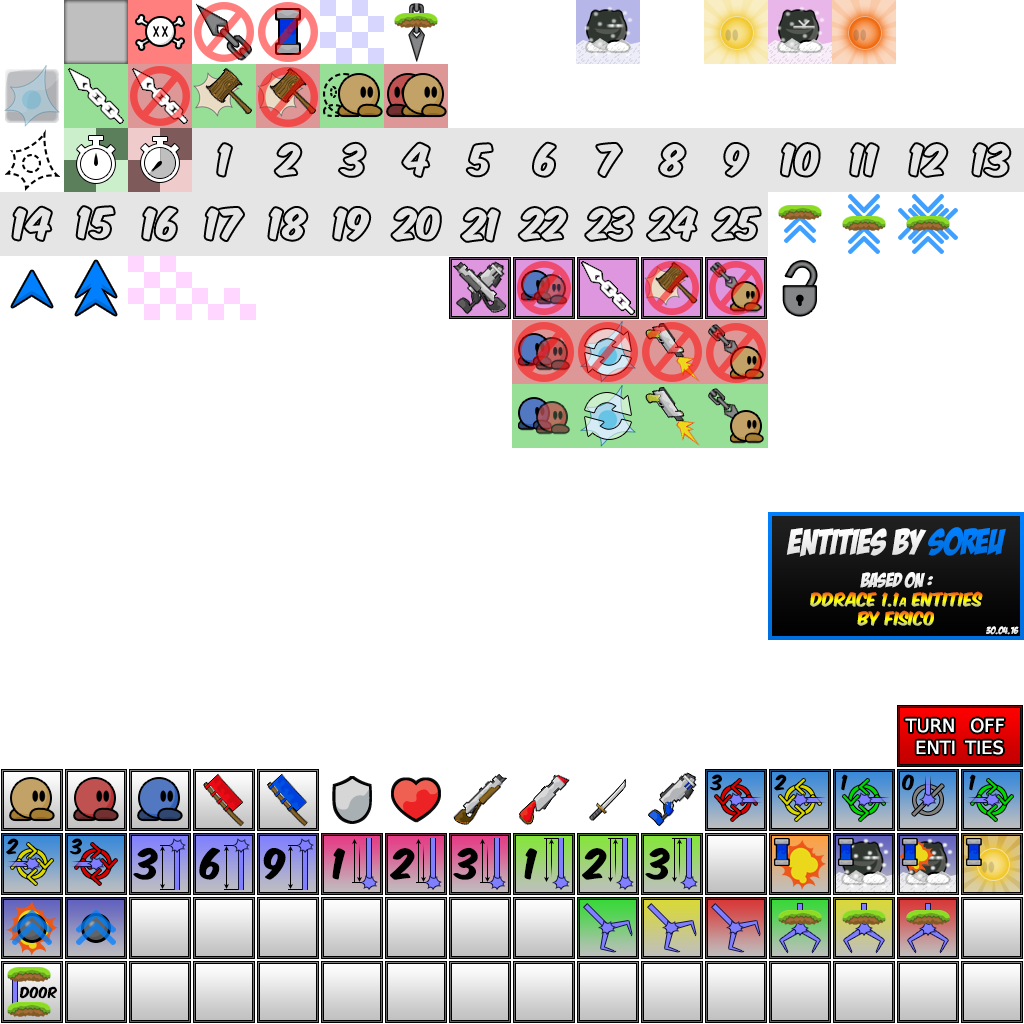 1 2 3 4 5 6 7 8 9 10 11 12 13
14 15 16 17 18 19 20 21 22 23 24 25
ENTITIES BY SOREU
BASED ON :
DDRACE 1.1A ENTITIES
BY FISICO
30.04.16
TURN OFF
ENTI TIES
3 2 1 0 1
2 3 3 6 9 1 2 3 1 2 3
DOOR